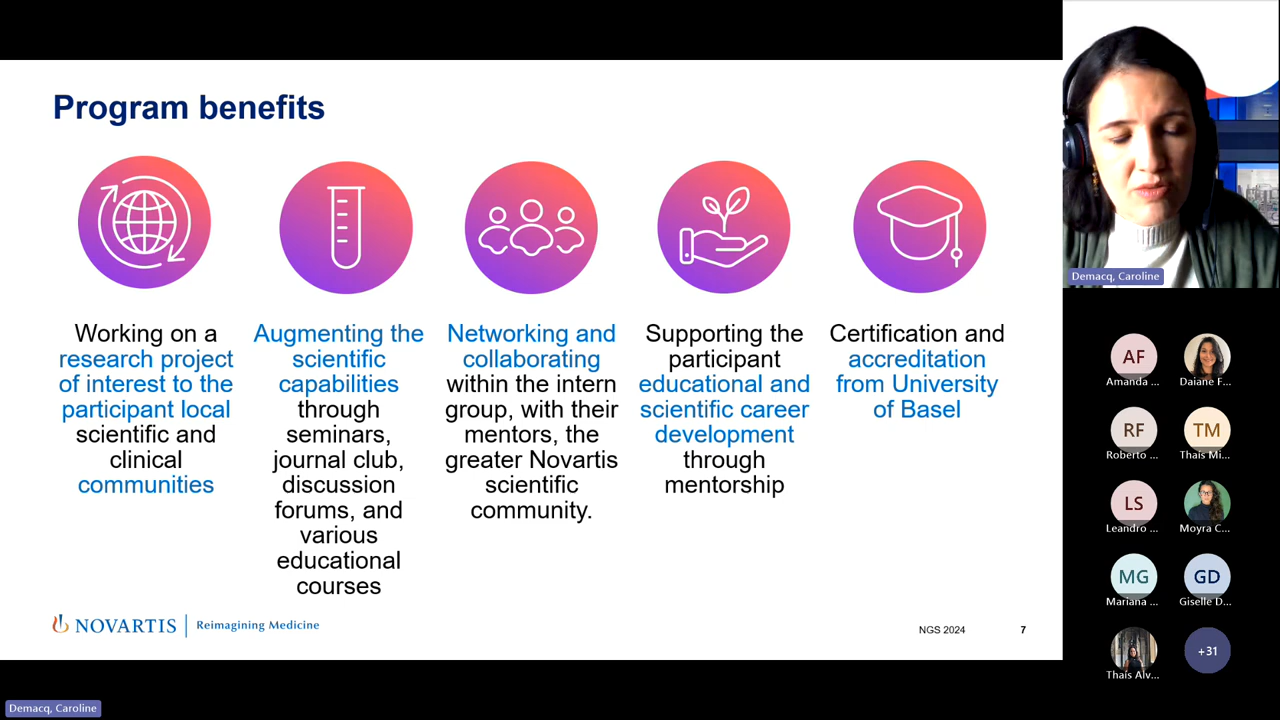 Program benefits
Working on a
research project
of interest to the
participant local
scientific and
clinical
communities
Augmenting the
scientific
capabilities
through
seminars,
journal club,
discussion
forums, and
various
educational
courses
Networking and
collaborating
within the intern
group, with their
mentors, the
greater Novartis
scientific
community.
Supporting the
participant
educational and
scientific career
development
through
mentorship
Certification and
accreditation
from University
of Basel
NOVARTIS
Reimagining Medicine
NGS 2024
7
Demacq, Caroline
AF
Amanda ...
Daiane F...
RF
Roberto ...
TM
Thaís Mi...
LS
Leandro ...
Moyra C...
MG
Mariana ...
GD
Giselle D...
Thaís Alv...
+31
Demacq, Caroline